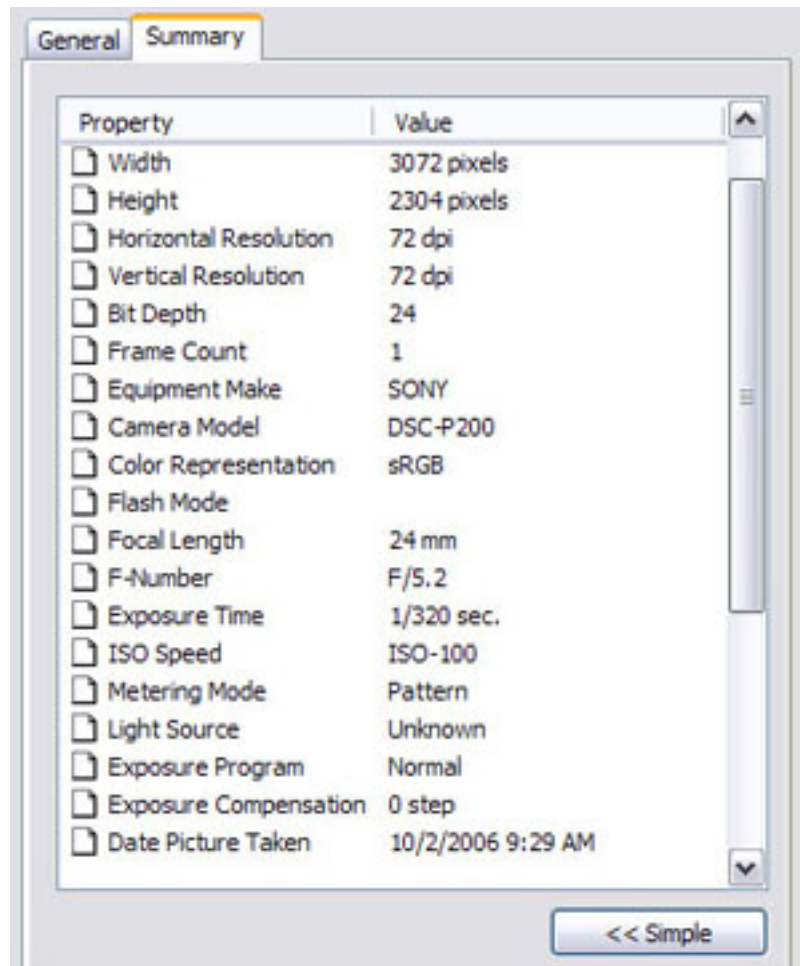 General Summary
Property Value
Width 3072 pixels
Height 2304 pixels
Horizontal Resolution 72 dpi
Vertical Resolution 72 dpi
Bit Depth 24
Frame Count 1
Equipment Make SONY
Camera Model DSC-P200
Color Representation sRGB
Flash Mode
Focal Length 24 mm
F-Number F/5.2
Exposure Time 1/320 sec.
ISO Speed ISO-100
Metering Mode Pattern
Light Source Unknown
Exposure Program Normal
Exposure Compensation 0 step
Date Picture Taken 10/2/2006 9:29 AM
<< Simple